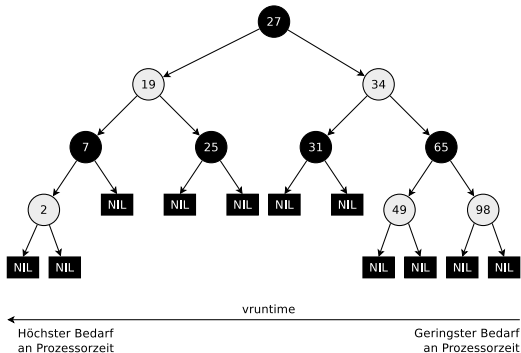 27
19
34
7
25
31
65
2
NIL
NIL
NIL
NIL
NIL
49
98
NIL
NIL
NIL
NIL
NIL
NIL
vruntime
Höchster Bedarf
an Prozessorzeit
Geringster Bedarf
an Prozessorzeit